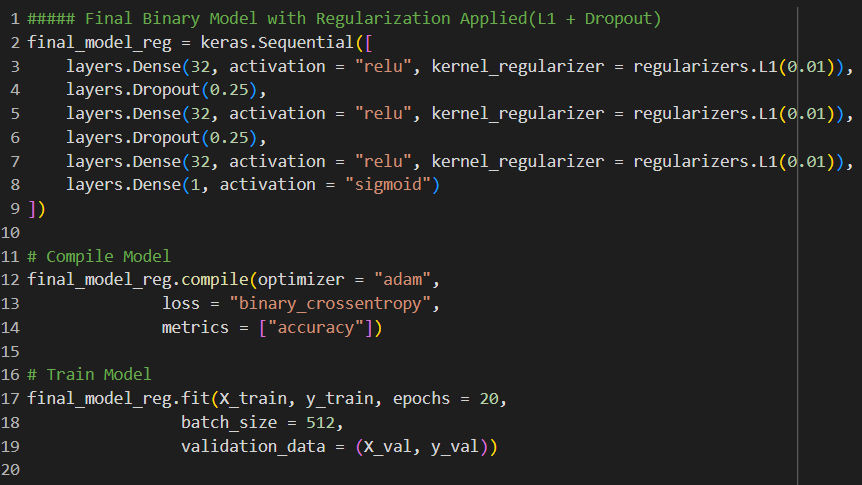 1 ##### Final Binary Model with Regularization Applied(L1 + Dropout)
2 final_model_reg = keras.Sequential([
3     layers.Dense(32, activation = "relu", kernel_regularizer = regularizers.L1(0.01)),
4     layers.Dropout(0.25),
5     layers.Dense(32, activation = "relu", kernel_regularizer = regularizers.L1(0.01)),
6     layers.Dropout(0.25),
7     layers.Dense(32, activation = "relu", kernel_regularizer = regularizers.L1(0.01)),
8     layers.Dense(1, activation = "sigmoid")
9 ])
10
11 # Compile Model
12 final_model_reg.compile(optimizer = "adam",
13               loss = "binary_crossentropy",
14               metrics = ["accuracy"])
15
16 # Train Model
17 final_model_reg.fit(X_train, y_train, epochs = 20,
18                 batch_size = 512,
19                 validation_data = (X_val, y_val))
20